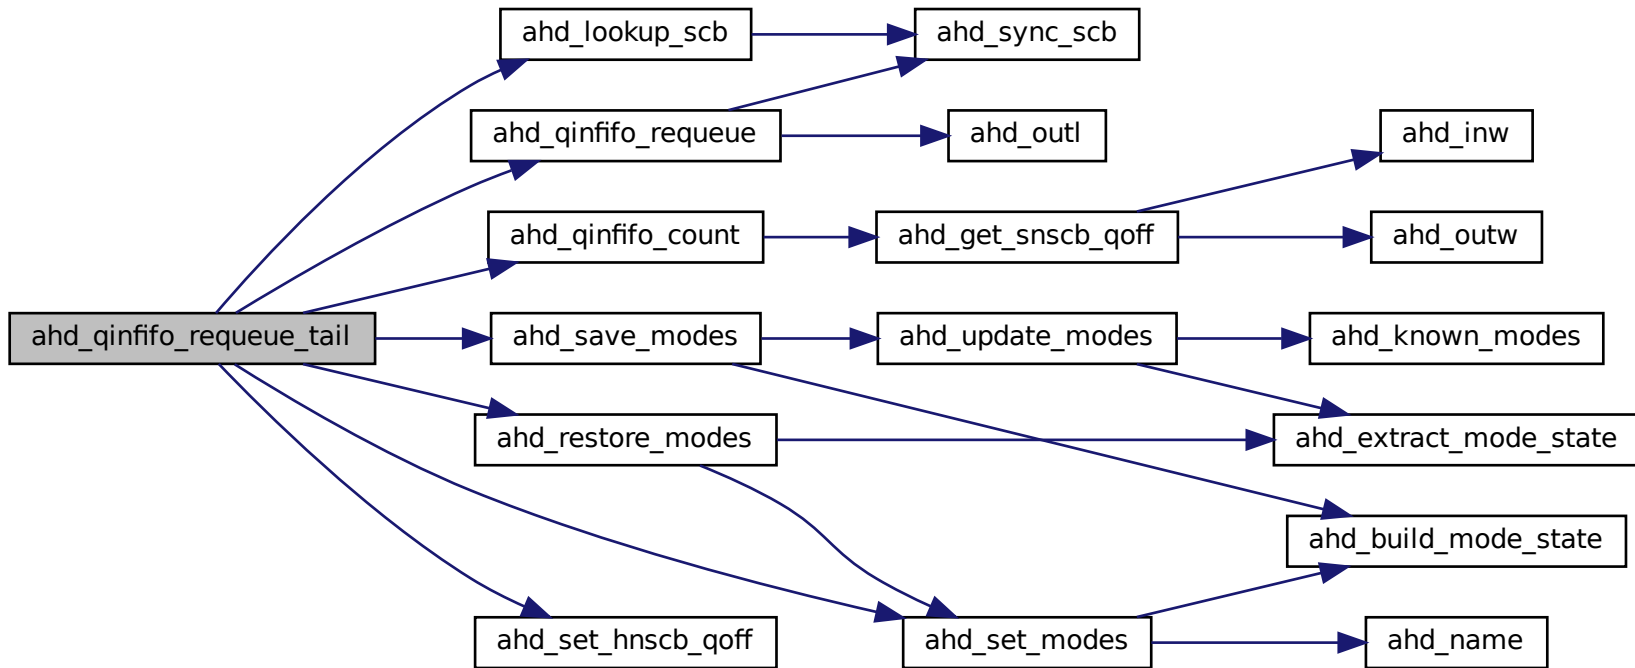 ahd_lookup_scb
ahd_sync_scb
ahd_qinfifo_requeue
ahd_outl
ahd_inw
ahd_qinfifo_count
ahd_get_snscb_qoff
ahd_outw
ahd_qinfifo_requeue_tail
ahd_save_modes
ahd_update_modes
ahd_known_modes
ahd_restore_modes
ahd_extract_mode_state
ahd_build_mode_state
ahd_set_hnscb_qoff
ahd_set_modes
ahd_name